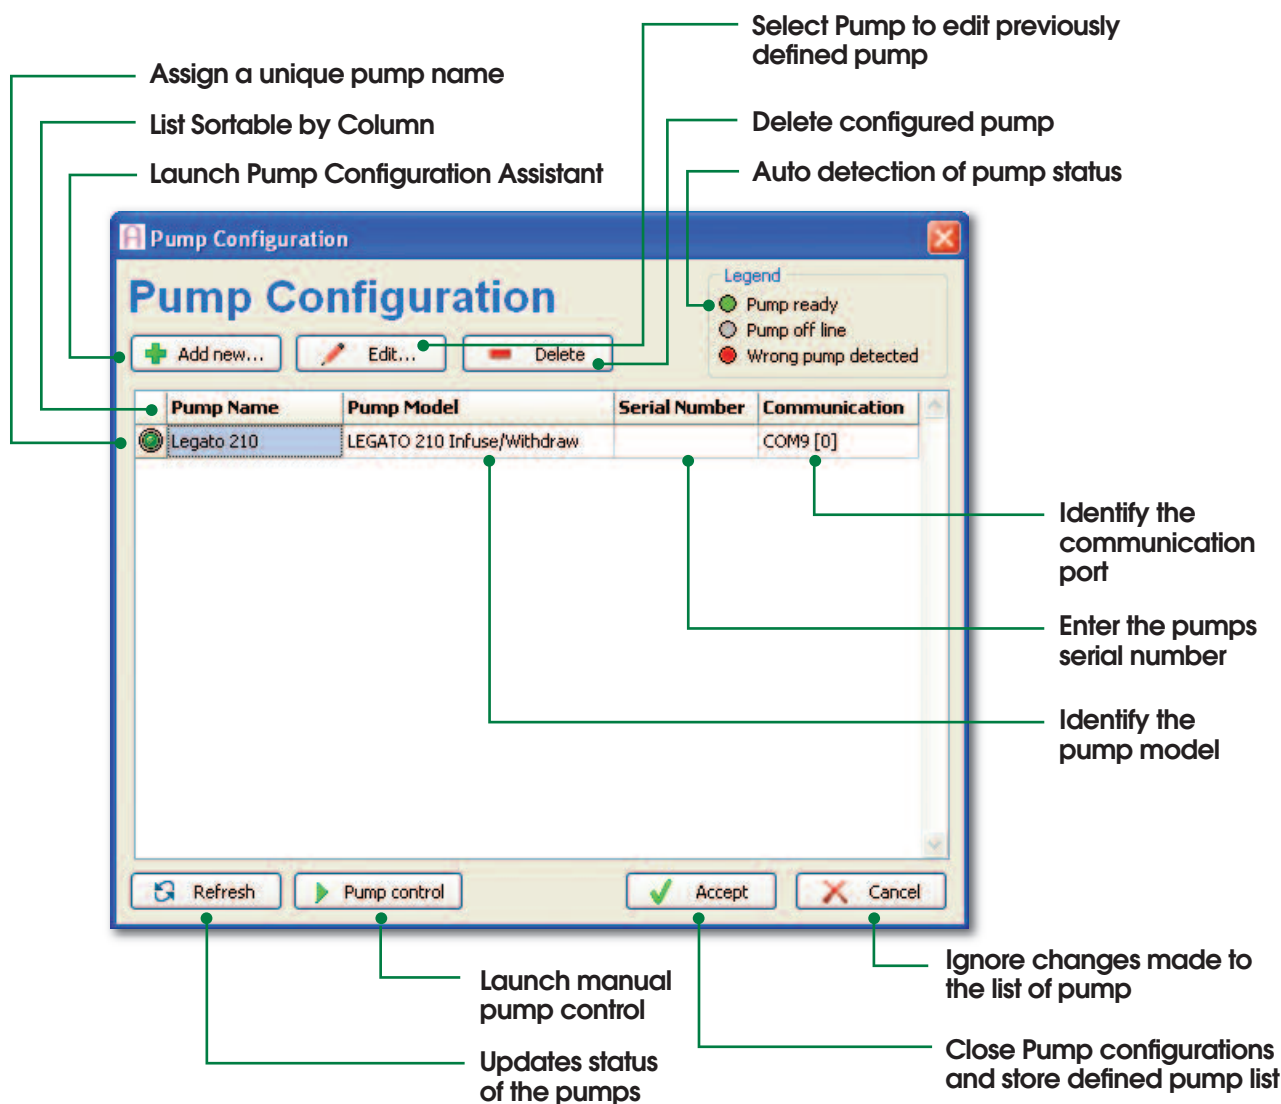 Select Pump to edit previously
defined pump
Assign a unique pump name
List Sortable by Column
Delete configured pump
Launch Pump Configuration Assistant
Auto detection of pump status
Pump Configuration
Pump Configuration
Legend
Pump ready
Pump off line
Wrong pump detected
Add new...
Edit...
Delete
Pump Name Pump Model Serial Number Communication
Legato 210 LEGATO 210 Infuse/Withdraw COM9 [0]
Identify the
communication
port
Enter the pumps
serial number
Identify the
pump model
Refresh
Pump control
Accept
Cancel
Ignore changes made to
the list of pump
Launch manual
pump control
Close Pump configurations
and store defined pump list
Updates status
of the pumps